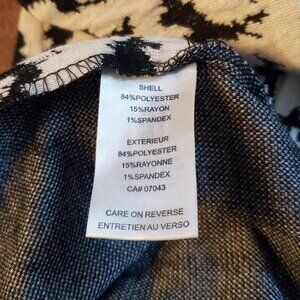 SHELL
84%POLYESTER
15%RAYON
1%SPANDEX
EXTERIEUR
84%POLYESTER
15%RAYONNE
1%SPANDEX
CA# 07043
CARE ON REVERSE
ENTRETIEN AU VERSO